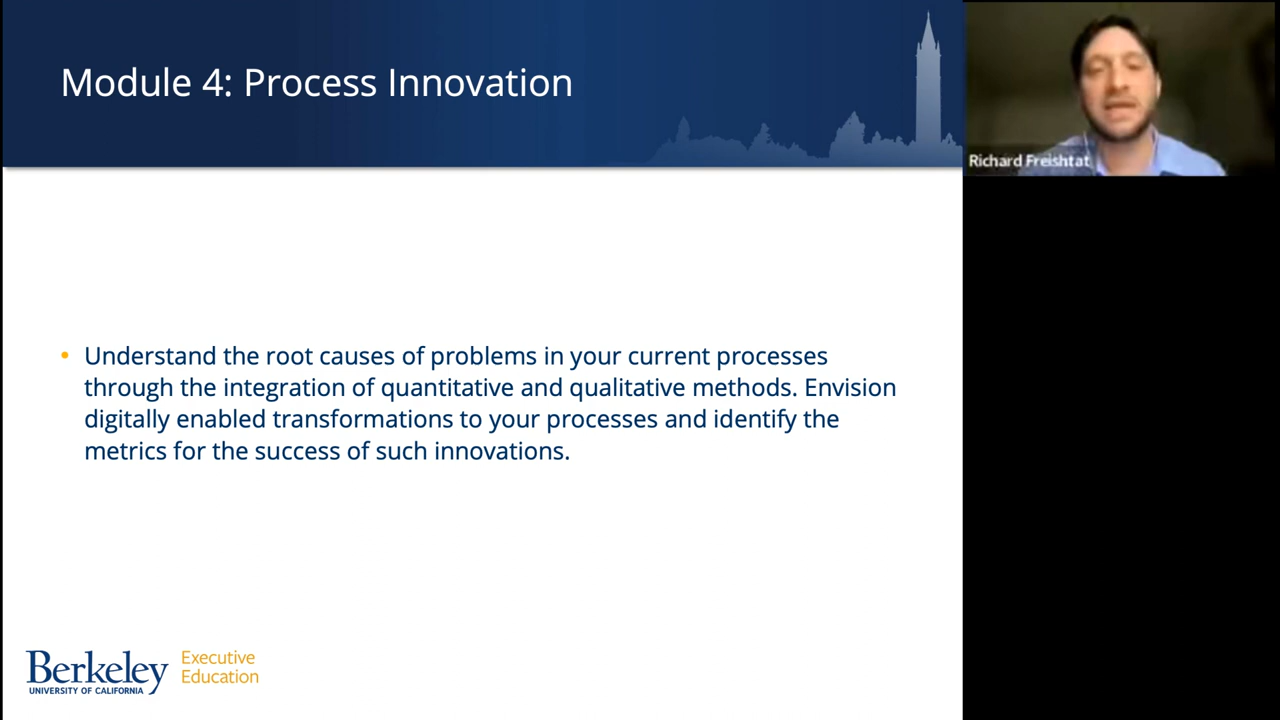 Module 4: Process Innovation
Richard Freishtat
• Understand the root causes of problems in your current processes
through the integration of quantitative and qualitative methods. Envision
digitally enabled transformations to your processes and identify the
metrics for the success of such innovations.
Berkeley
UNIVERSITY OF CALIFORNIA
Executive
Education